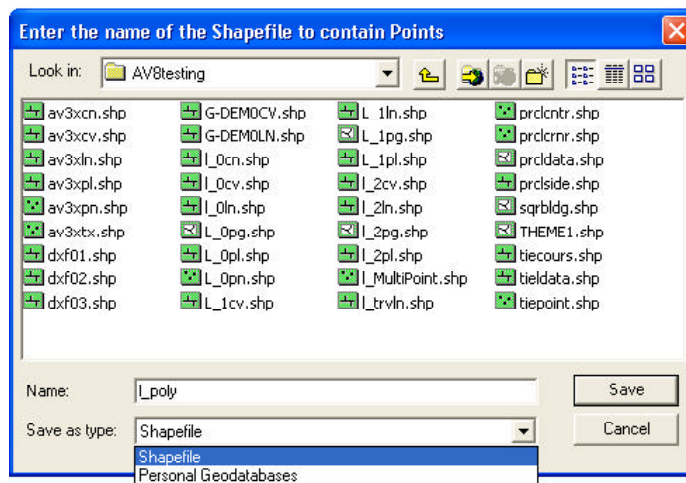 Enter the name of the Shapefile to contain Points
Look in: AV8testing
av3xcn.shp G-DEM0CV.shp L_1ln.shp prclcntr.shp
av3xcv.shp G-DEM0LN.shp L_1pg.shp prclcrnr.shp
av3xln.shp l_0cn.shp L_1pl.shp prcldata.shp
av3xpl.shp l_0cv.shp l_2cv.shp prclside.shp
av3xpn.shp l_0ln.shp l_2ln.shp sqrbldg.shp
av3xtx.shp L_0pg.shp l_2pg.shp THEME1.shp
dxf01.shp L_0pl.shp l_2pl.shp tiecours.shp
dxf02.shp L_0pn.shp l_MultiPoint.shp tieldata.shp
dxf03.shp L_1cv.shp l_trvln.shp tiepoint.shp
Name: l_poly Save
Save as type: Shapefile Cancel
Shapefile
Personal Geodatabases